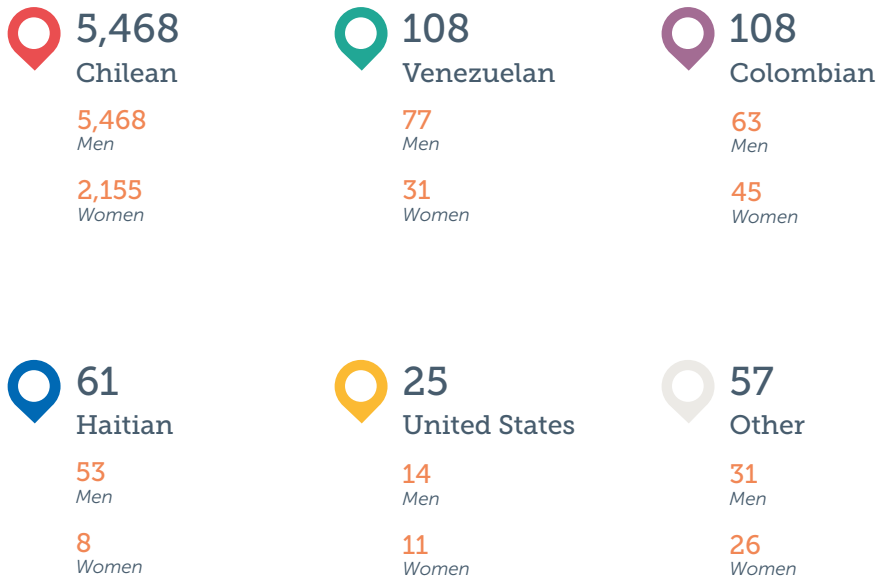 5,468
Chilean
5,468
Men
2,155
Women
108
Venezuelan
77
Men
31
Women
108
Colombian
63
Men
45
Women
61
Haitian
53
Men
8
Women
25
United States
14
Men
11
Women
57
Other
31
Men
26
Women